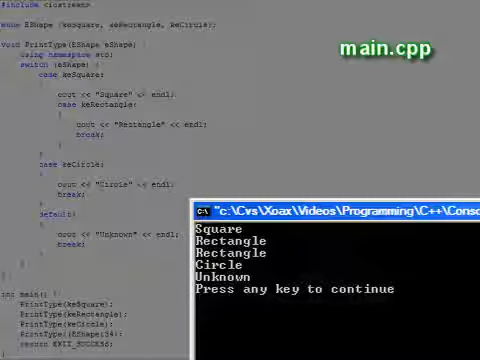 #include <iostream>
enum EShape {keSquare, keRectangle, keCircle};
void PrintType(EShape eShape) {
using namespace std;
switch (eShape) {
case keSquare:
{
cout << "Square" << endl;
case keRectangle:
{
cout << "Rectangle" << endl;
break;
}
}
case keCircle:
{
cout << "Circle" << endl;
break;
}
default:
{
cout << "Unknown" << endl;
break;
}
}
}
int main() {
PrintType(keSquare);
PrintType(keRectangle);
PrintType(keCircle);
PrintType((EShape)34);
return EXIT_SUCCESS;
}
main.cpp
C:\ "c:\Cvs\Xoax\Videos\Programming\C++\Conso
Square
Rectangle
Rectangle
Circle
Unknown
Press any key to continue